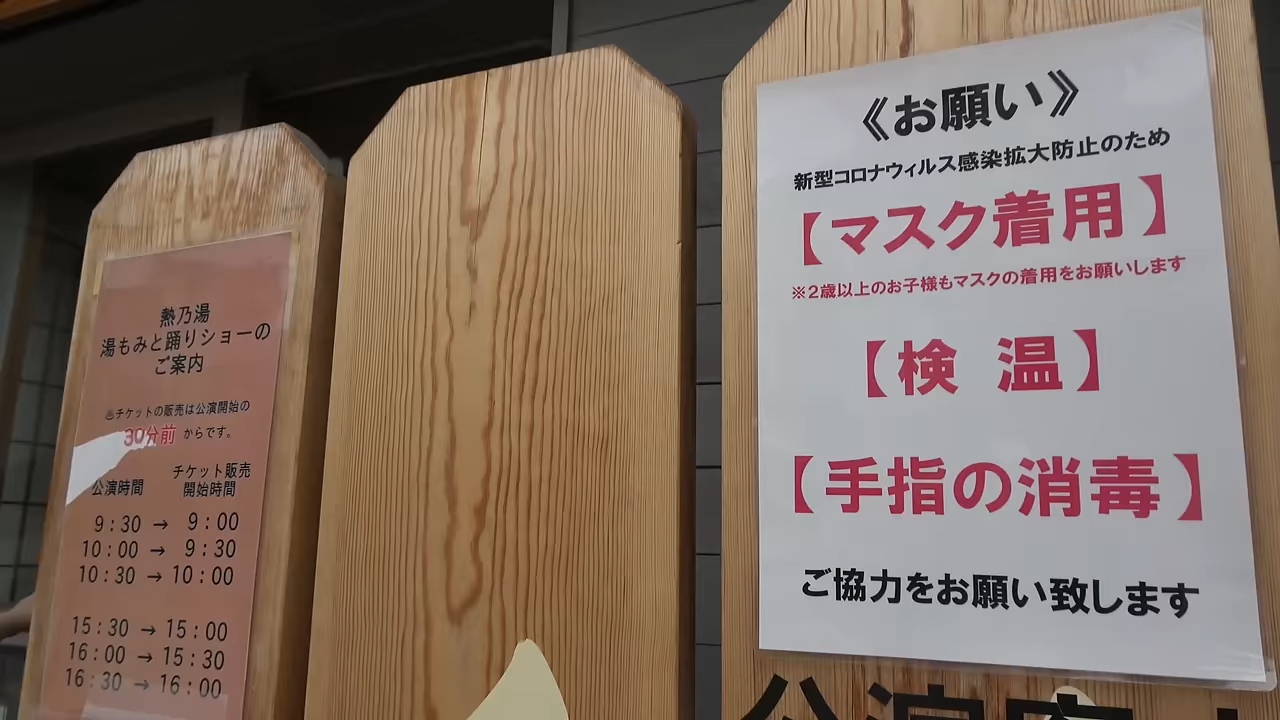 熱乃湯
湯もみと踊りショーの
ご案内
♨チケットの販売は公演開始の
30分前 からです。
公演時間 チケット販売開始時間
9:30 → 9:00
10:00 → 9:30
10:30 → 10:00
15:30 → 15:00
16:00 → 15:30
16:30 → 16:00
《お願い》
新型コロナウィルス感染拡大防止のため
【マスク着用】
※2歳以上のお子様もマスクの着用をお願いします
【検 温】
【手指の消毒】
ご協力をお願い致します
公演